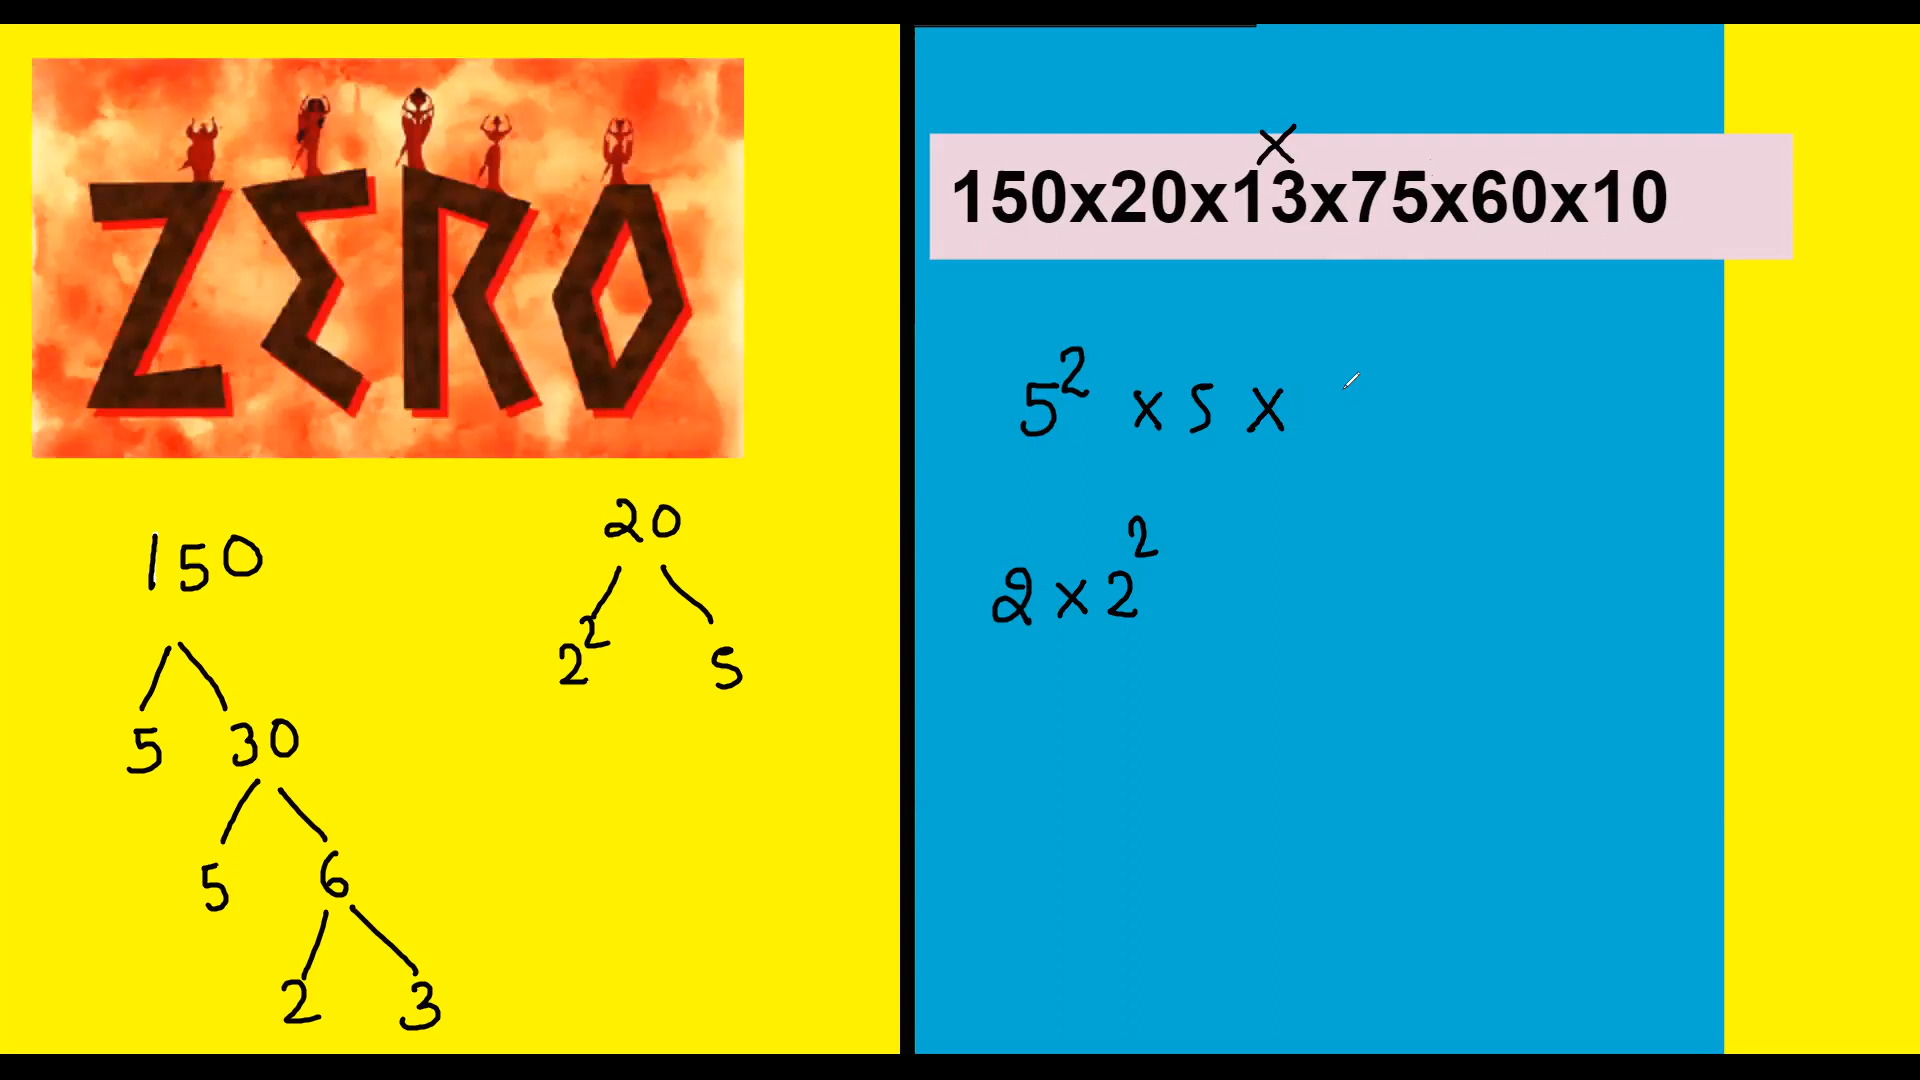 ZERO
150
5 30
5 6
2 3
20
2² 5
X
150x20x13x75x60x10
5² x 5 x
2 x 2²